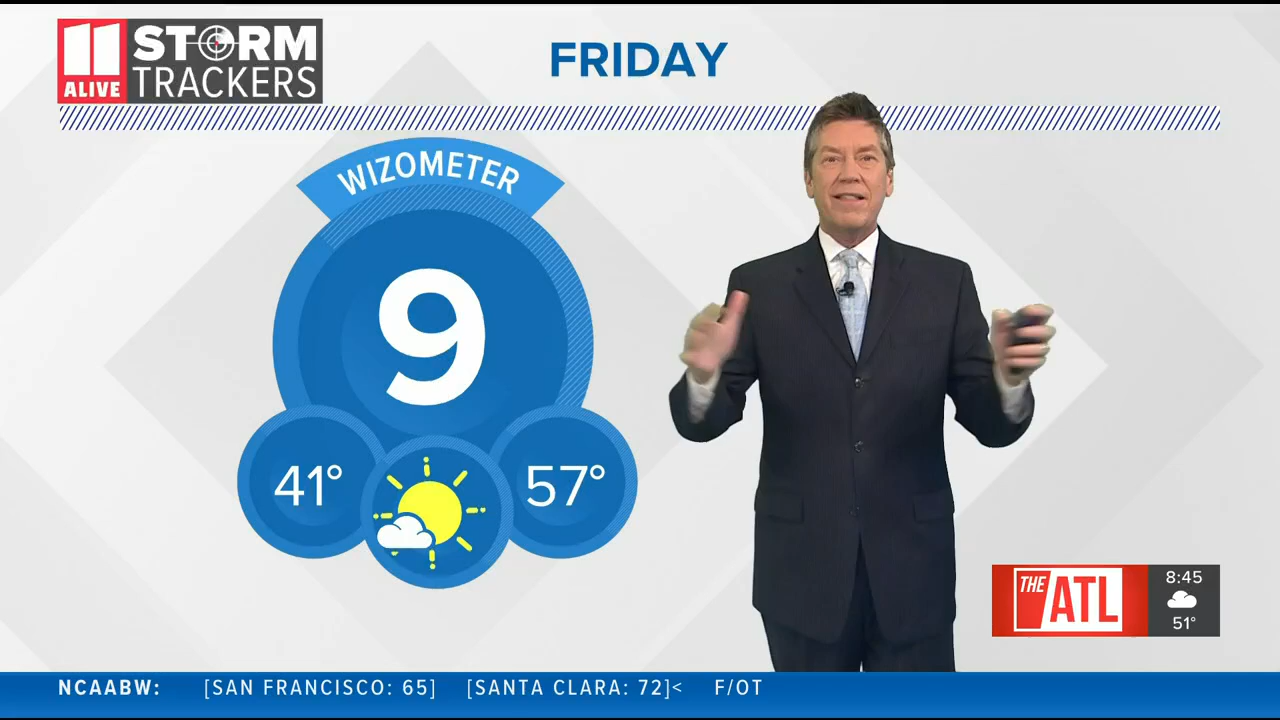 11 ALIVE
STORM TRACKERS
FRIDAY
WIZOMETER
9
41°
57°
THE ATL
8:45
51°
NCAABW: [SAN FRANCISCO: 65] [SANTA CLARA: 72]< F/OT